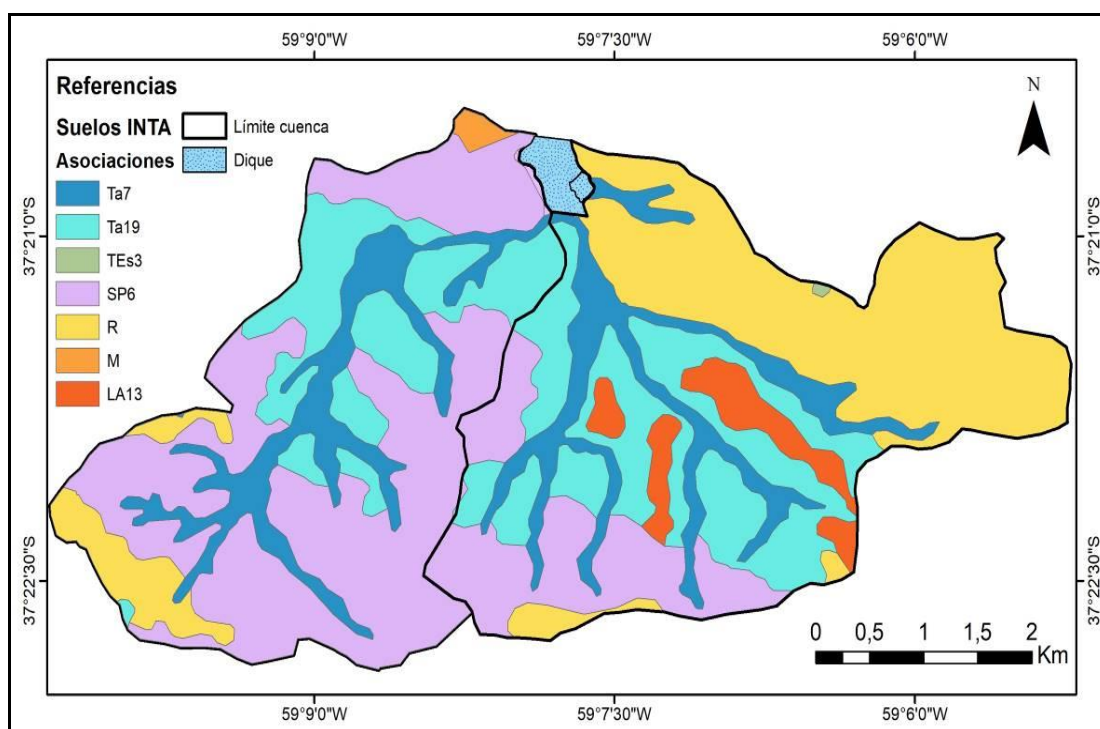 59°9'0"W 59°7'30"W 59°6'0"W
Referencias
Suelos INTA
Límite cuenca
Asociaciones
Dique
Ta7
Ta19
TEs3
SP6
R
M
LA13
N
37°21'0"S
37°21'0"S
37°22'30"S
37°22'30"S
0 0,5 1 1,5 2
Km
59°9'0"W 59°7'30"W 59°6'0"W